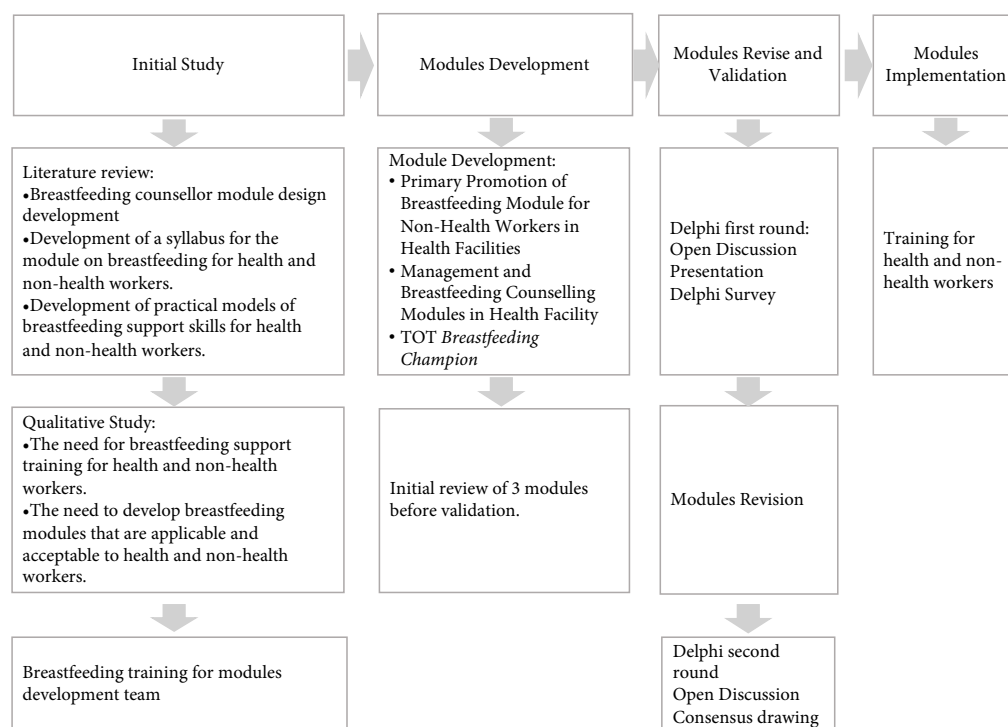 Initial Study
Modules Development
Modules Revise and
Validation
Modules
Implementation
Literature review:
•Breastfeeding counsellor module design
development
•Development of a syllabus for the
module on breastfeeding for health and
non-health workers.
•Development of practical models of
breastfeeding support skills for health
and non-health workers.
Module Development:
• Primary Promotion of
Breastfeeding Module for
Non-Health Workers in
Health Facilities
• Management and
Breastfeeding Counselling
Modules in Health Facility
• TOT Breastfeeding
Champion
Delphi first round:
Open Discussion
Presentation
Delphi Survey
Training for
health and non-
health workers
Qualitative Study:
•The need for breastfeeding support
training for health and non-health
workers.
•The need to develop breastfeeding
modules that are applicable and
acceptable to health and non-health
workers.
Initial review of 3 modules
before validation.
Modules Revision
Breastfeeding training for modules
development team
Delphi second
round
Open Discussion
Consensus drawing